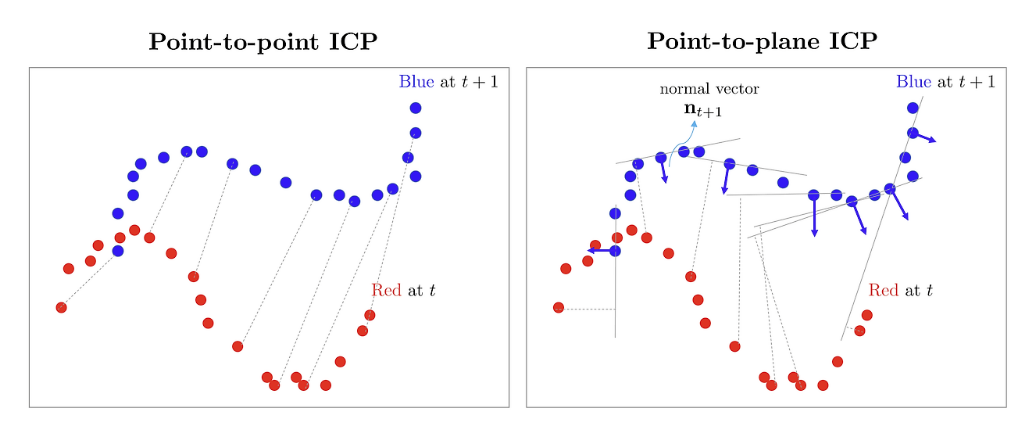 Point-to-point ICP
Blue at t + 1
Red at t
Point-to-plane ICP
Blue at t + 1
normal vector
n_{t+1}
Red at t